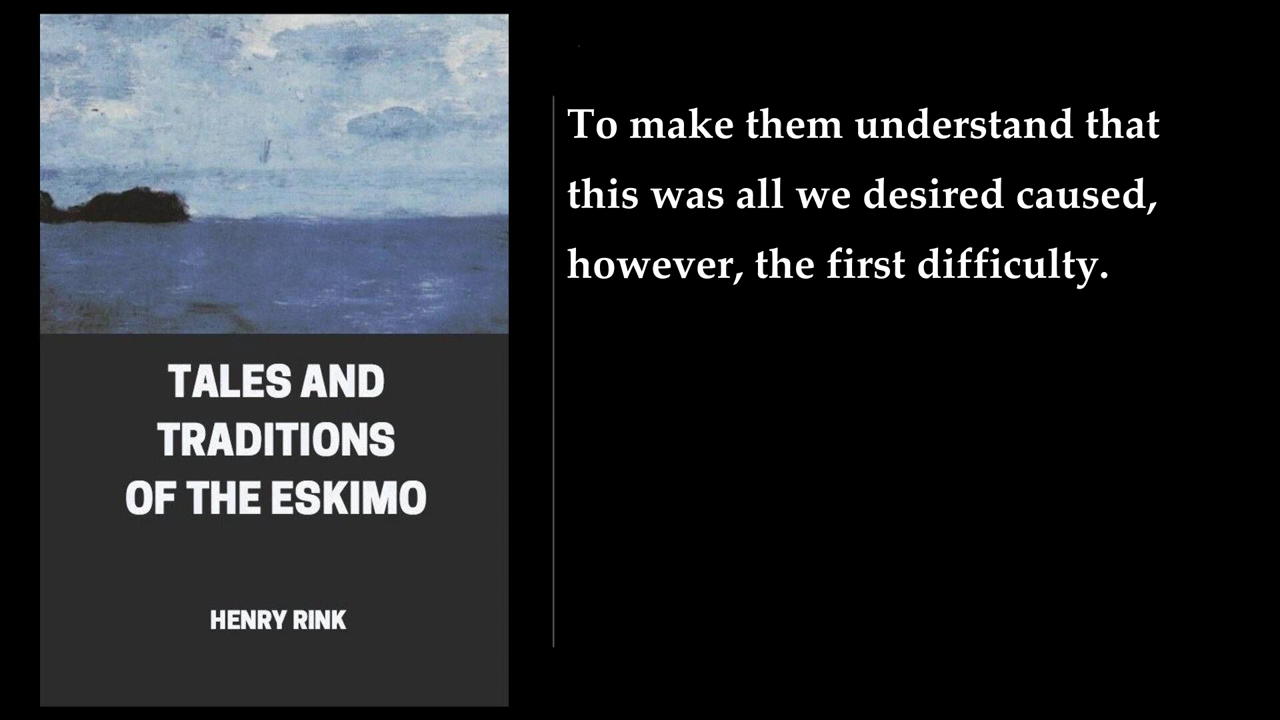 TALES AND
TRADITIONS
OF THE ESKIMO
HENRY RINK
To make them understand that
this was all we desired caused,
however, the first difficulty.